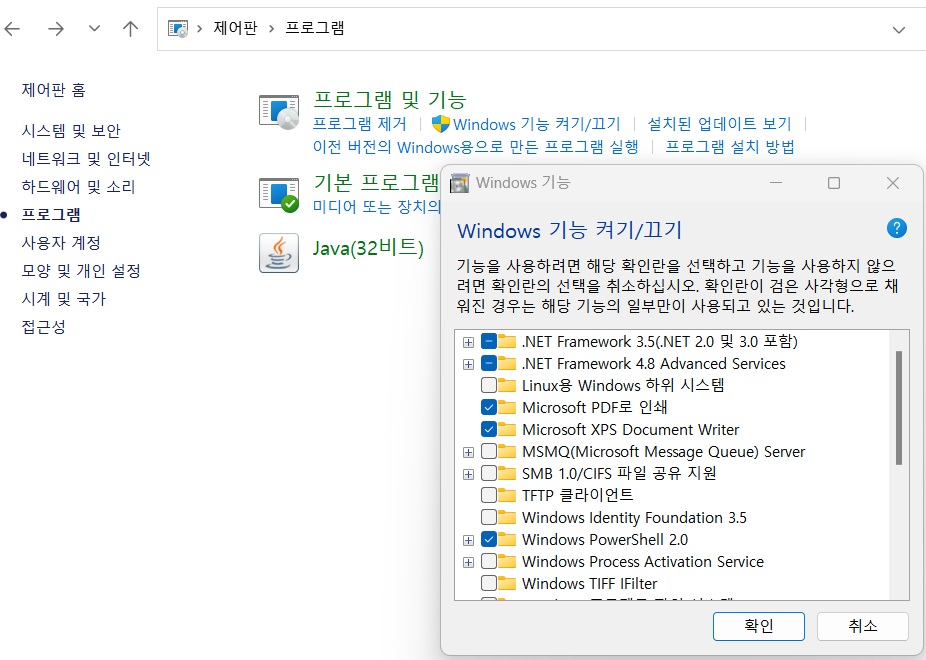 제어판 › 프로그램
제어판 홈
시스템 및 보안
네트워크 및 인터넷
하드웨어 및 소리
프로그램
사용자 계정
모양 및 개인 설정
시계 및 국가
접근성
프로그램 및 기능
프로그램 제거 | Windows 기능 켜기/끄기 | 설치된 업데이트 보기 |
이전 버전의 Windows용으로 만든 프로그램 실행 | 프로그램 설치 방법
기본 프로그램
미디어 또는 장치의
Java(32비트)
Windows 기능
Windows 기능 켜기/끄기
기능을 사용하려면 해당 확인란을 선택하고 기능을 사용하지 않으
려면 확인란의 선택을 취소하십시오. 확인란이 검은 사각형으로 채
워진 경우는 해당 기능의 일부만이 사용되고 있는 것입니다.
.NET Framework 3.5(.NET 2.0 및 3.0 포함)
.NET Framework 4.8 Advanced Services
Linux용 Windows 하위 시스템
Microsoft PDF로 인쇄
Microsoft XPS Document Writer
MSMQ(Microsoft Message Queue) Server
SMB 1.0/CIFS 파일 공유 지원
TFTP 클라이언트
Windows Identity Foundation 3.5
Windows PowerShell 2.0
Windows Process Activation Service
Windows TIFF IFilter
확인
취소